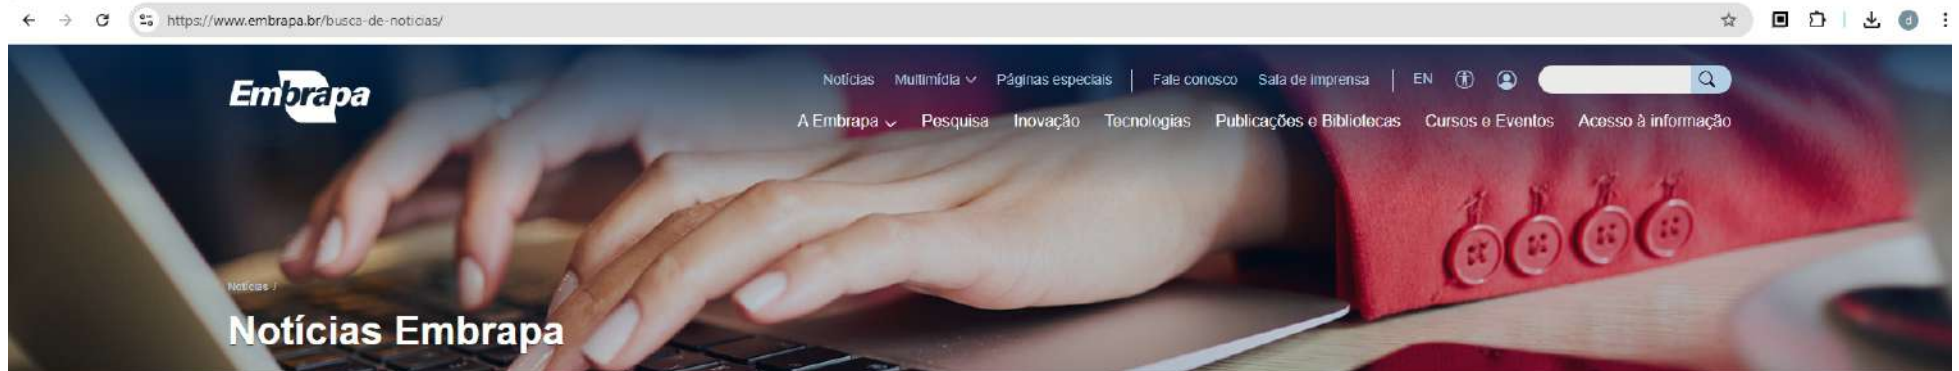 https://www.embrapa.br/busca-de-noticias/
Embrapa
Notícias Multimídia Páginas especiais Fale conosco Sala de imprensa EN
A Embrapa Pesquisa Inovação Tecnologias Publicações e Bibliotecas Cursos e Eventos Acesso à informação
Notícias /
Notícias Embrapa